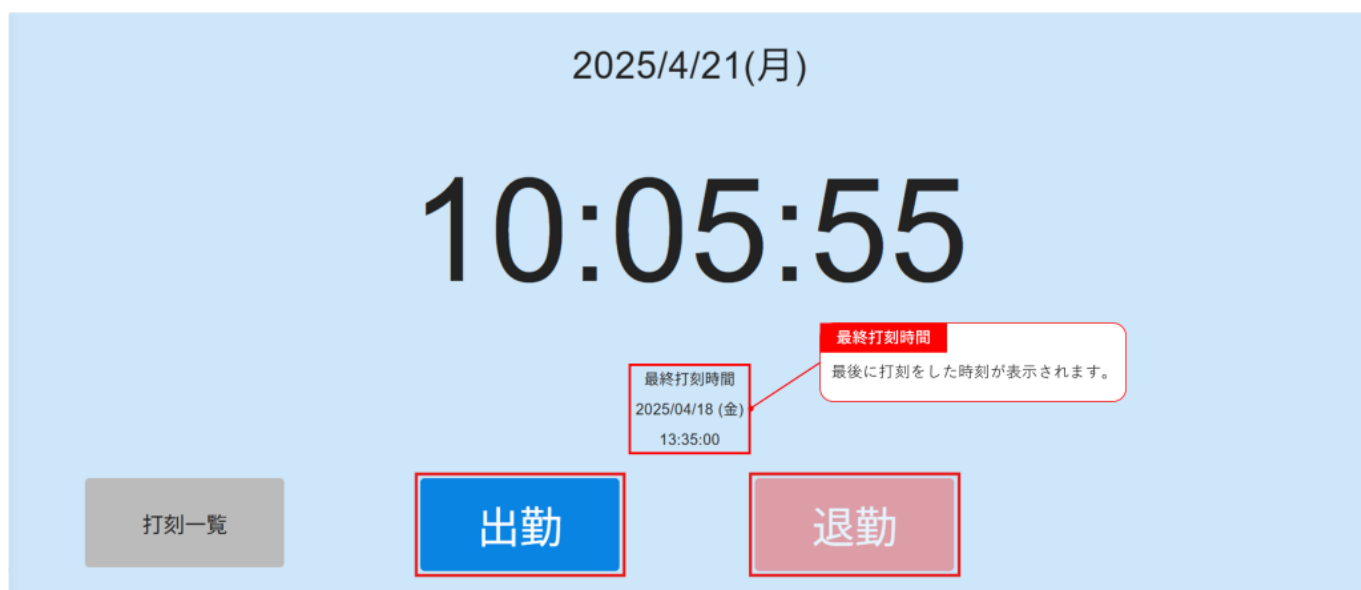 2025/4/21(月)
10:05:55
最終打刻時間
最後に打刻をした時刻が表示されます。
最終打刻時間
2025/04/18 (金)
13:35:00
打刻一覧
出勤
退勤